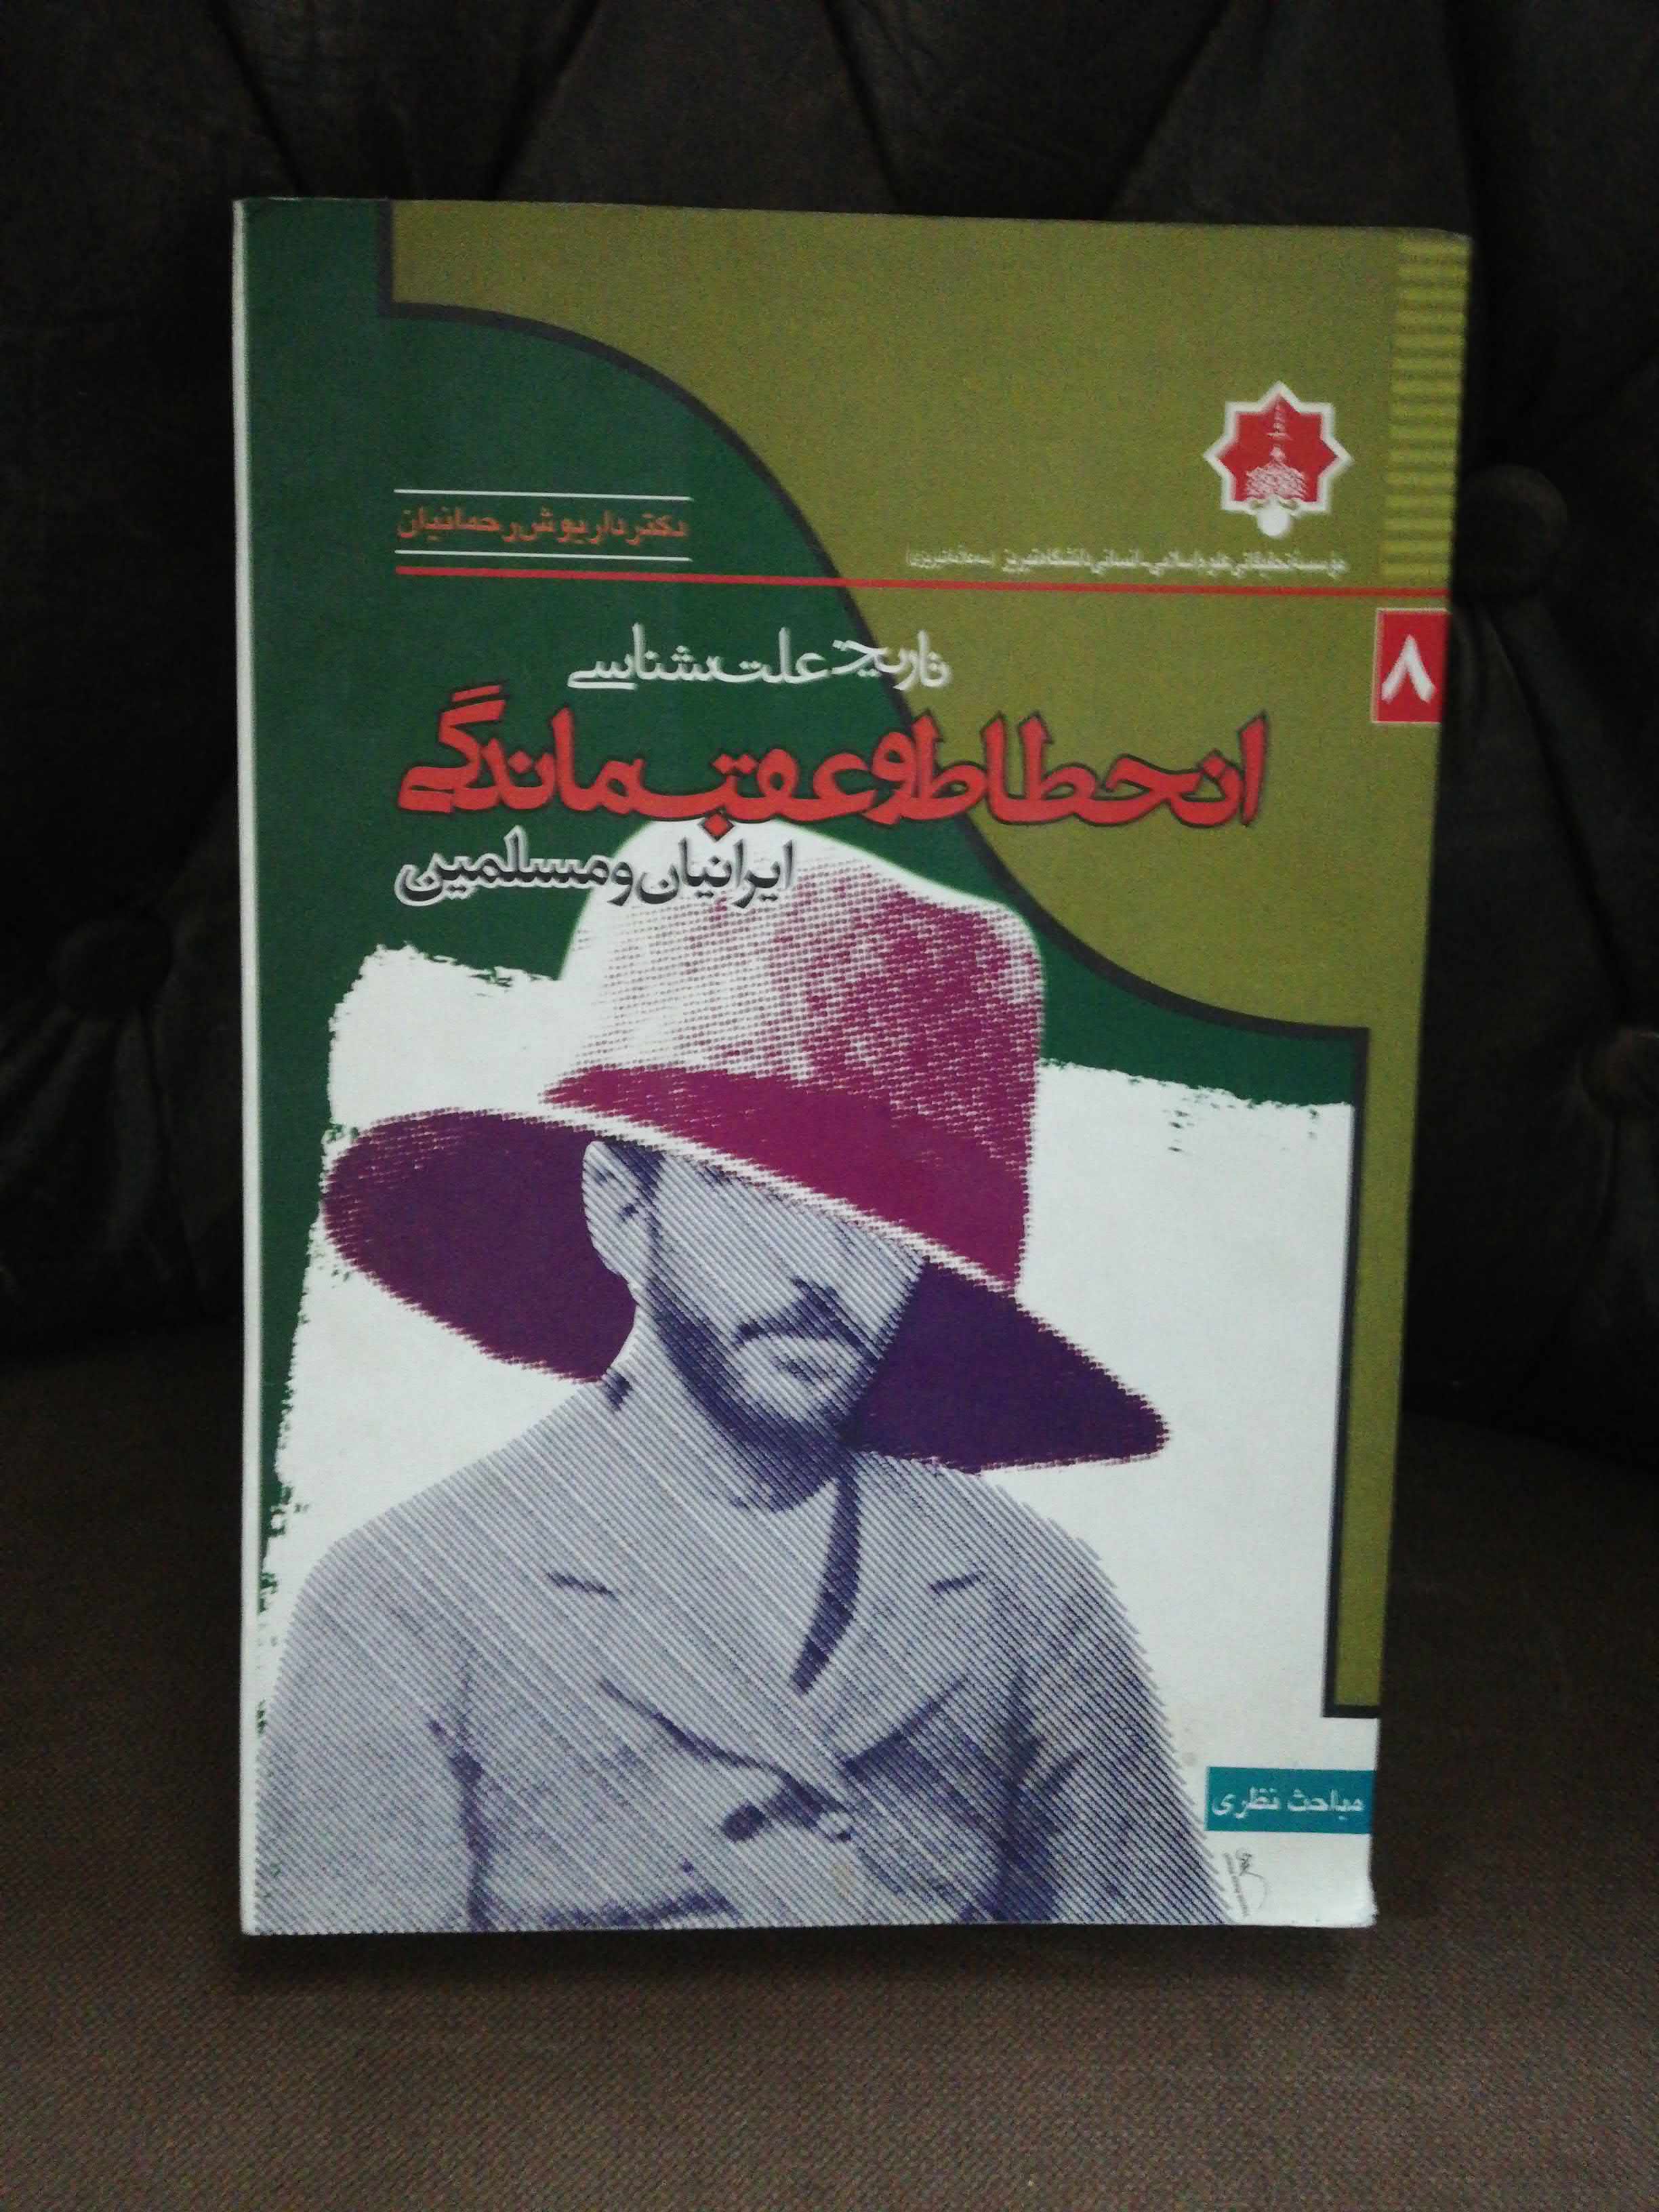 دکتر داریوش رحمانیان
مؤسسهٔ تحقیقاتی علوم اسلامی - انسانی دانشگاه تبریز
۸
تاریخ علت‌شناسی
انحطاط و عقب‌ماندگی
ایرانیان و مسلمین
مباحث نظری